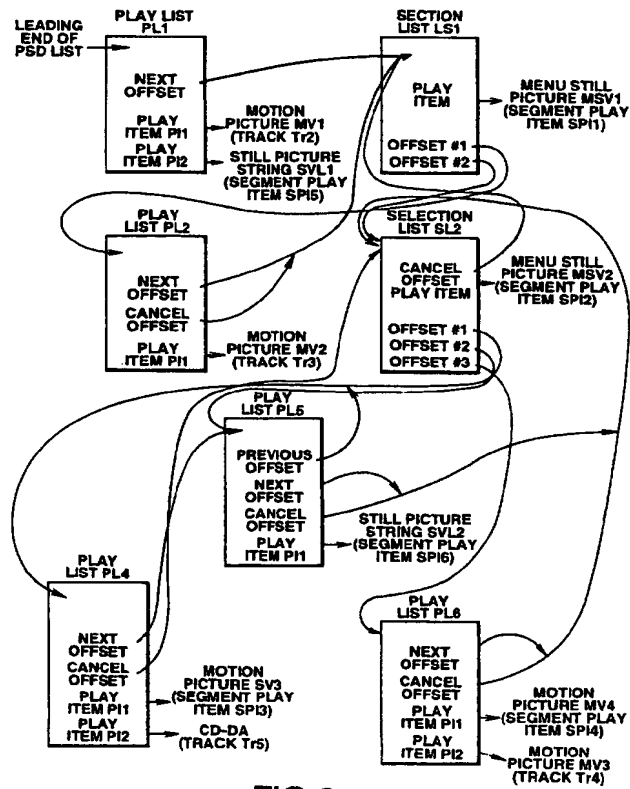 LEADING
END OF
PSD LIST
PLAY LIST
PL1
NEXT
OFFSET
PLAY
ITEM PI1
PLAY
ITEM PI2
MOTION
PICTURE MV1
(TRACK Tr2)
STILL PICTURE
STRING SVL1
(SEGMENT PLAY
ITEM SPI5)
SECTION
LIST LS1
PLAY
ITEM
OFFSET #1
OFFSET #2
MENU STILL
PICTURE MSV1
(SEGMENT PLAY
ITEM SPI1)
PLAY
LIST PL2
NEXT
OFFSET
CANCEL
OFFSET
PLAY
ITEM PI1
MOTION
PICTURE MV2
(TRACK Tr3)
SELECTION
LIST SL2
CANCEL
OFFSET
PLAY ITEM
OFFSET #1
OFFSET #2
OFFSET #3
MENU STILL
PICTURE MSV2
(SEGMENT PLAY
ITEM SPI2)
PLAY
LIST PL5
PREVIOUS
OFFSET
NEXT
OFFSET
CANCEL
OFFSET
PLAY
ITEM PI1
STILL PICTURE
STRING SVL2
(SEGMENT PLAY
ITEM SPI6)
PLAY
LIST PL4
NEXT
OFFSET
CANCEL
OFFSET
PLAY
ITEM PI1
PLAY
ITEM PI2
MOTION
PICTURE SV3
(SEGMENT PLAY
ITEM SPI3)
CD-DA
(TRACK Tr5)
PLAY
LIST PL6
NEXT
OFFSET
CANCEL
OFFSET
PLAY
ITEM PI1
PLAY
ITEM PI2
MOTION
PICTURE MV4
(SEGMENT PLAY
ITEM SPI4)
MOTION
PICTURE MV3
(TRACK Tr4)